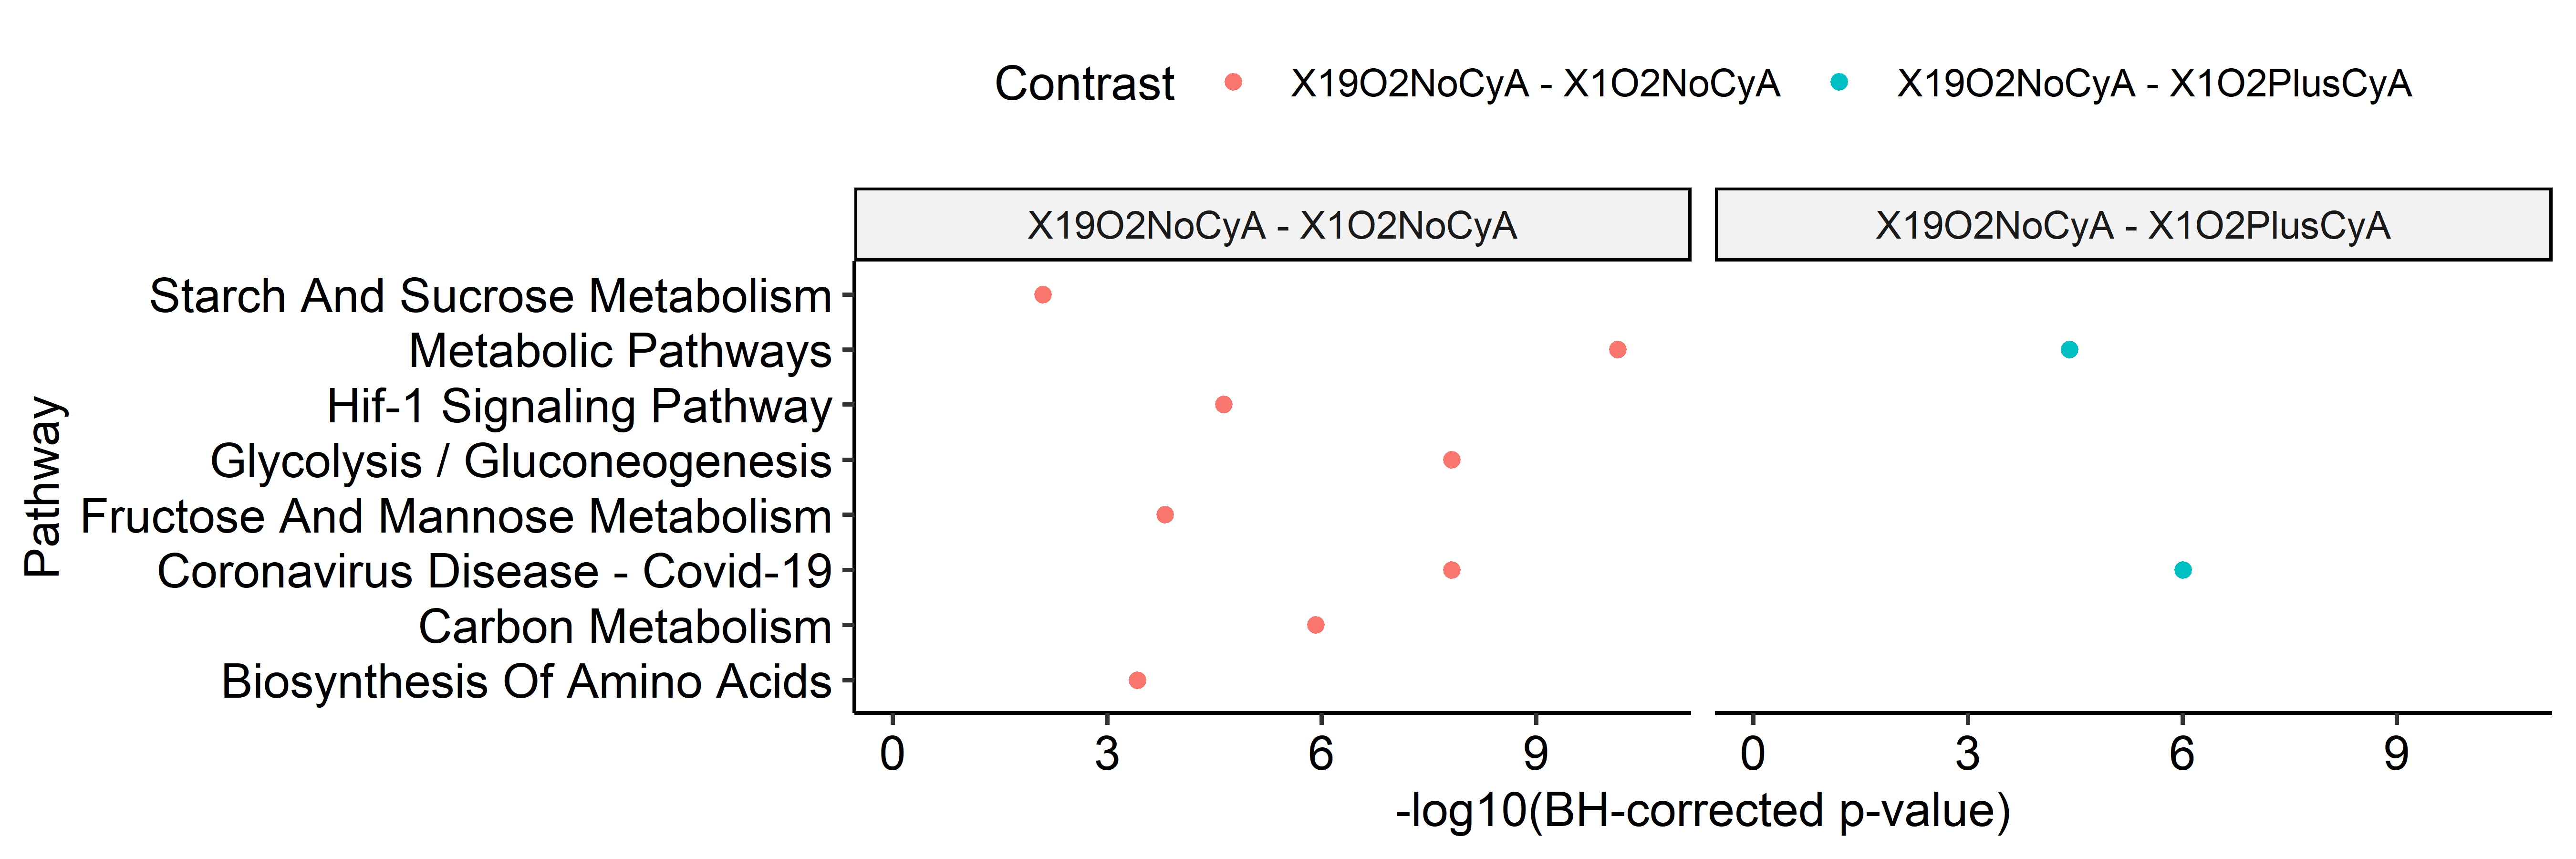 Contrast X19O2NoCyA - X1O2NoCyA X19O2NoCyA - X1O2PlusCyA
X19O2NoCyA - X1O2NoCyA
X19O2NoCyA - X1O2PlusCyA
Pathway
Starch And Sucrose Metabolism
Metabolic Pathways
Hif-1 Signaling Pathway
Glycolysis / Gluconeogenesis
Fructose And Mannose Metabolism
Coronavirus Disease - Covid-19
Carbon Metabolism
Biosynthesis Of Amino Acids
0 3 6 9
0 3 6 9
-log10(BH-corrected p-value)